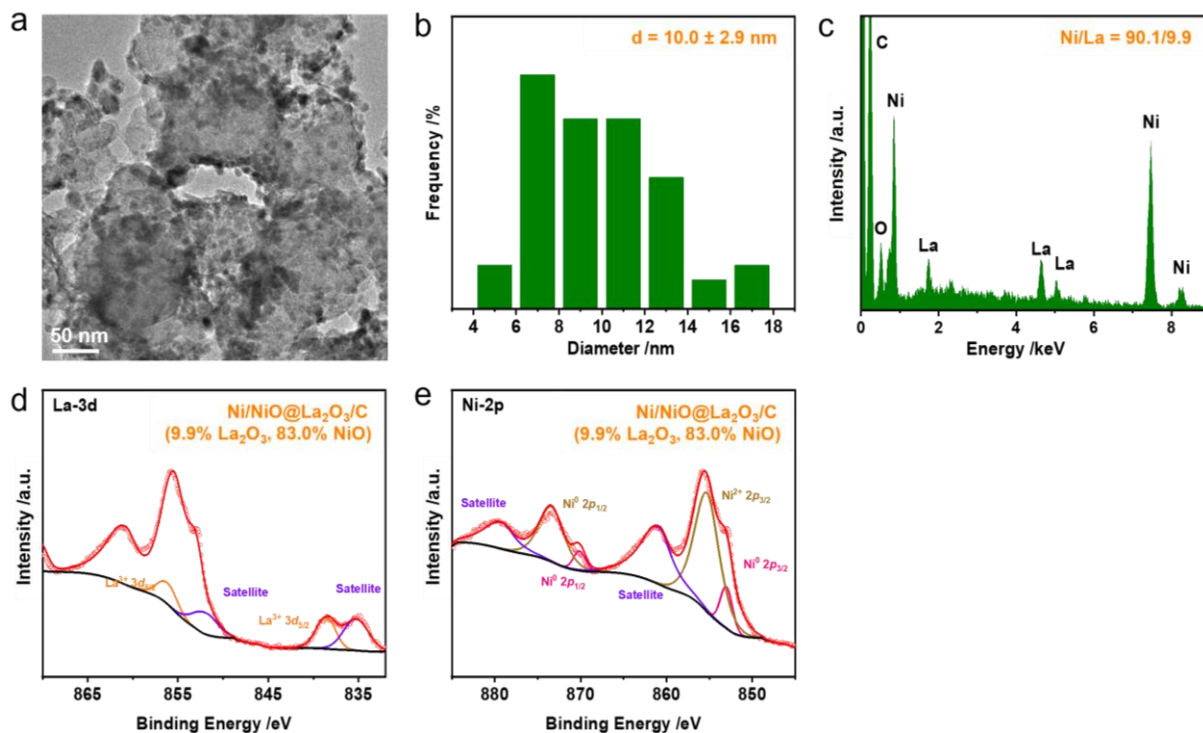 a
50 nm
b
d = 10.0 ± 2.9 nm
Frequency /%
4 6 8 10 12 14 16 18
Diameter /nm
c
Ni/La = 90.1/9.9
C
Ni
O
La
La
La
Ni
Ni
Intensity /a.u.
0 2 4 6 8
Energy /keV
d
La-3d
Ni/NiO@La₂O₃/C
(9.9% La₂O₃, 83.0% NiO)
Satellite
Satellite
La³⁺ 3d₅/₂
Intensity /a.u.
865 855 845 835
Binding Energy /eV
e
Ni-2p
Ni/NiO@La₂O₃/C
(9.9% La₂O₃, 83.0% NiO)
Satellite
Ni⁰ 2p₁/₂
Ni²⁺ 2p₃/₂
Ni⁰ 2p₁/₂
Satellite
Ni⁰ 2p₃/₂
Intensity /a.u.
880 870 860 850
Binding Energy /eV